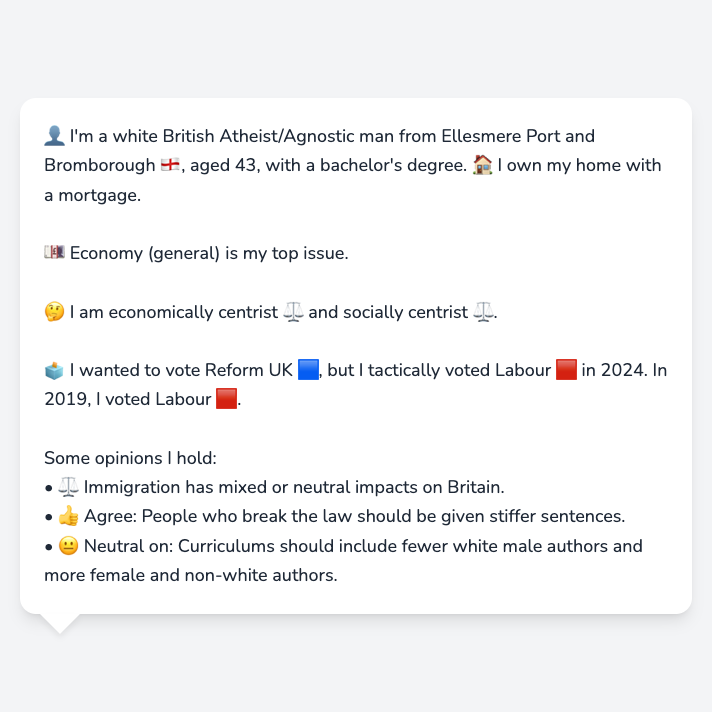 👤 I'm a white British Atheist/Agnostic man from Ellesmere Port and
Bromborough 🏴󠁧󠁢󠁥󠁮󠁧󠁿, aged 43, with a bachelor's degree. 🏠 I own my home with
a mortgage.
💷 Economy (general) is my top issue.
🤔 I am economically centrist ⚖️ and socially centrist ⚖️.
🗳️ I wanted to vote Reform UK 🟦, but I tactically voted Labour 🟥 in 2024. In
2019, I voted Labour 🟥.
Some opinions I hold:
• ⚖️ Immigration has mixed or neutral impacts on Britain.
• 👍 Agree: People who break the law should be given stiffer sentences.
• 😐 Neutral on: Curriculums should include fewer white male authors and
more female and non-white authors.